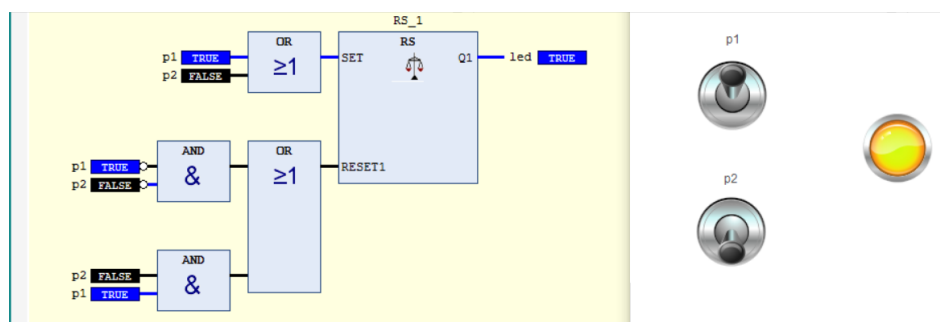 RS_1
OR
RS
p1 TRUE
≥1
SET
Q1
led TRUE
p2 FALSE
AND
OR
p1 TRUE
&
≥1
RESET1
p2 FALSE
AND
p2 FALSE
&
p1 TRUE
p1
p2